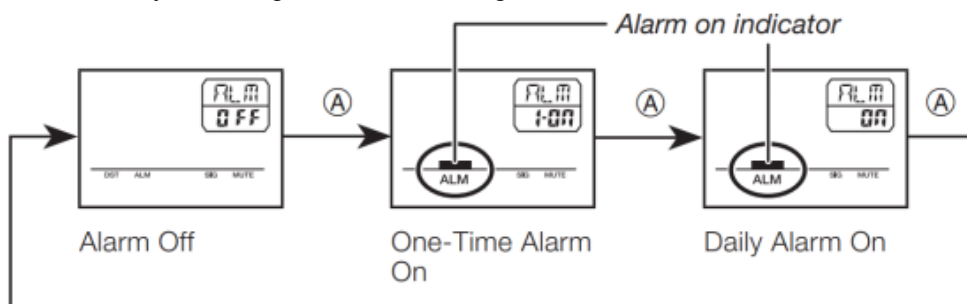 Alarm on indicator
ALM
OFF
DST ALM SIG MUTE
Alarm Off
A
ALM
1-ON
ALM
SIG MUTE
One-Time Alarm
On
A
ALM
ON
ALM
SIG MUTE
Daily Alarm On
A